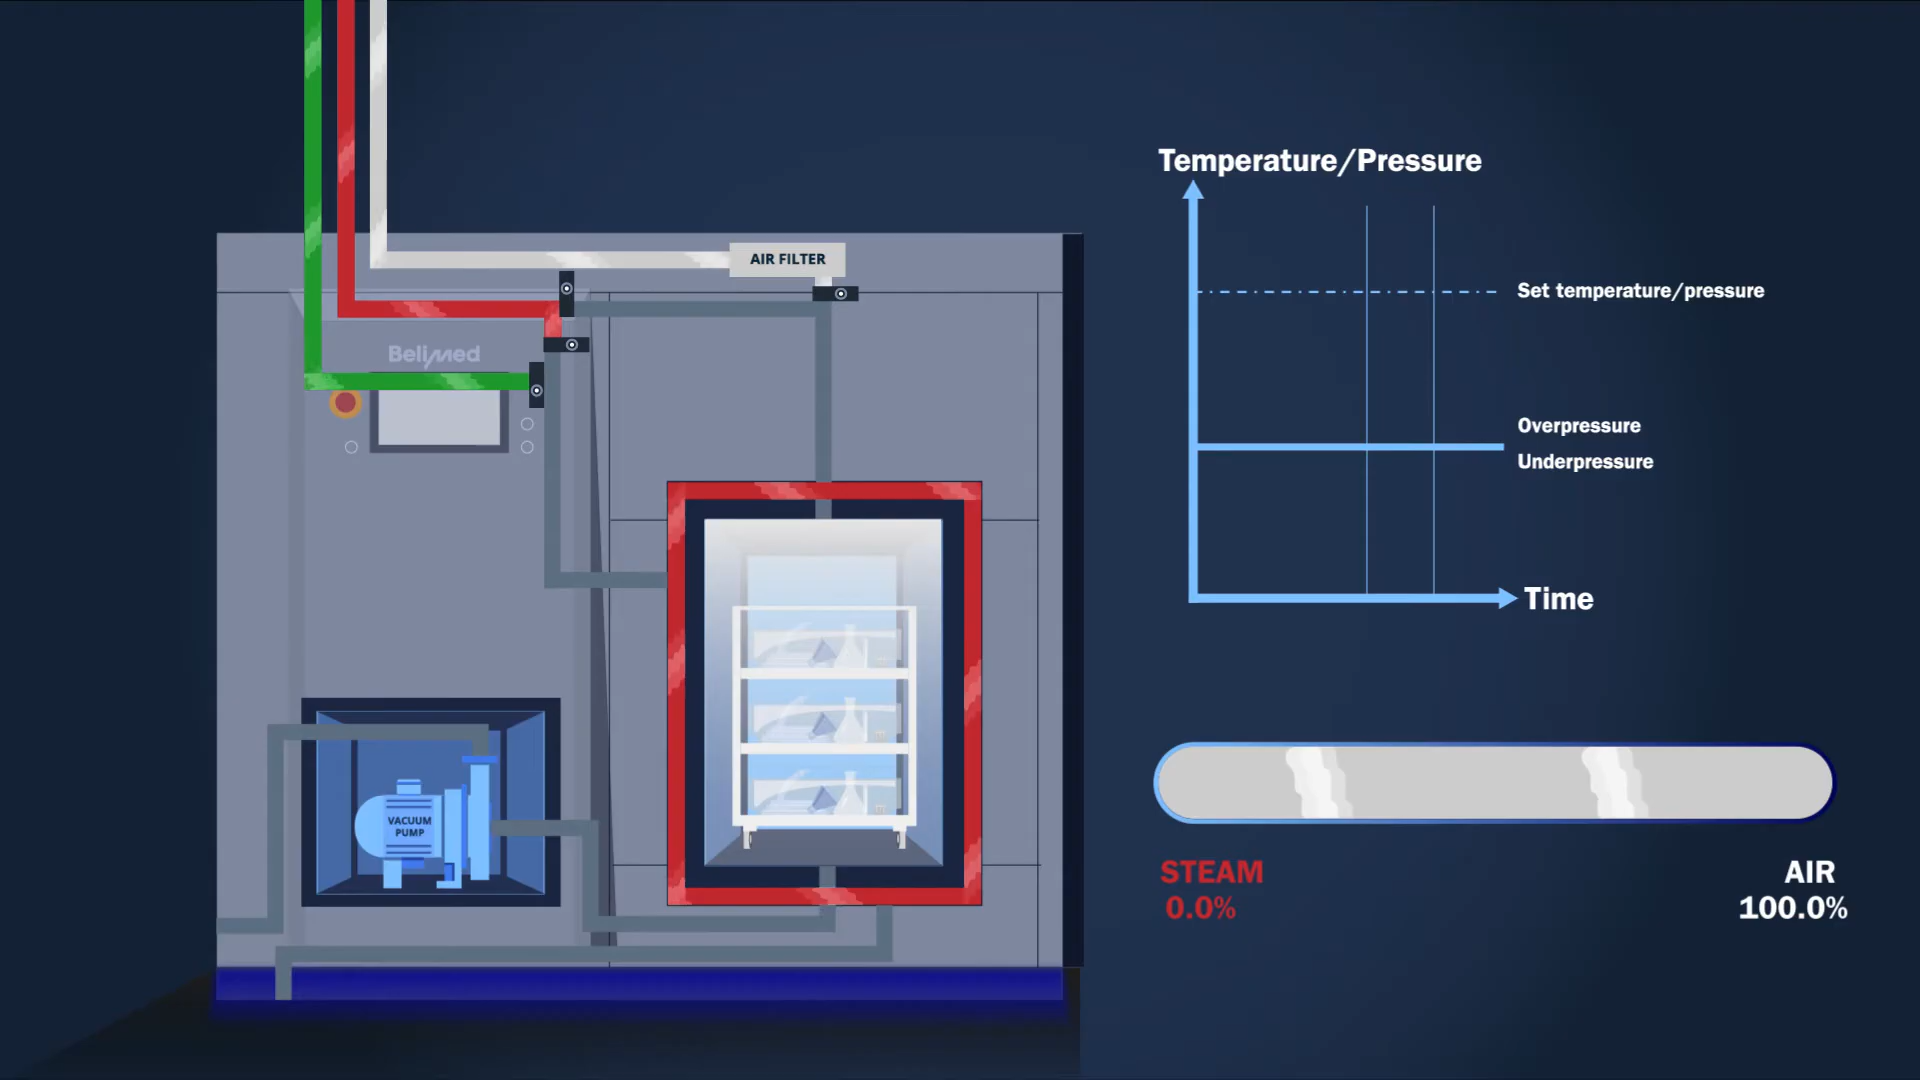 AIR FILTER
Belimed
VACUUM
PUMP
Temperature/Pressure
Set temperature/pressure
Overpressure
Underpressure
Time
STEAM
0.0%
AIR
100.0%